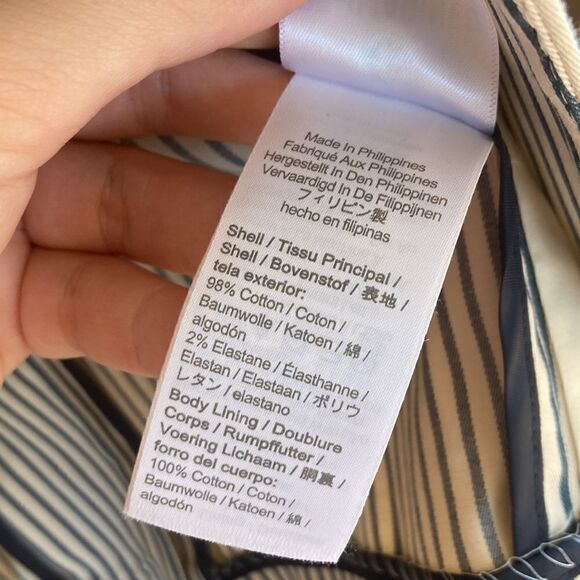 Made In Philippines
Fabriqué Aux Philippines
Hergestellt In Den Philippinen
Vervaardigd In De Filippijnen
フィリピン製
hecho en filipinas
Shell / Tissu Principal /
Shell / Bovenstof / 表地 /
tela exterior:
98% Cotton / Coton /
Baumwolle / Katoen / 綿 /
algodón
2% Elastane / Élasthanne /
Elastan / Elastaan / ポリウ
レタン / elastano
Body Lining / Doublure
Corps / Rumpffutter /
Voering Lichaam / 胴裏 /
forro del cuerpo:
100% Cotton / Coton /
Baumwolle / Katoen / 綿 /
algodón